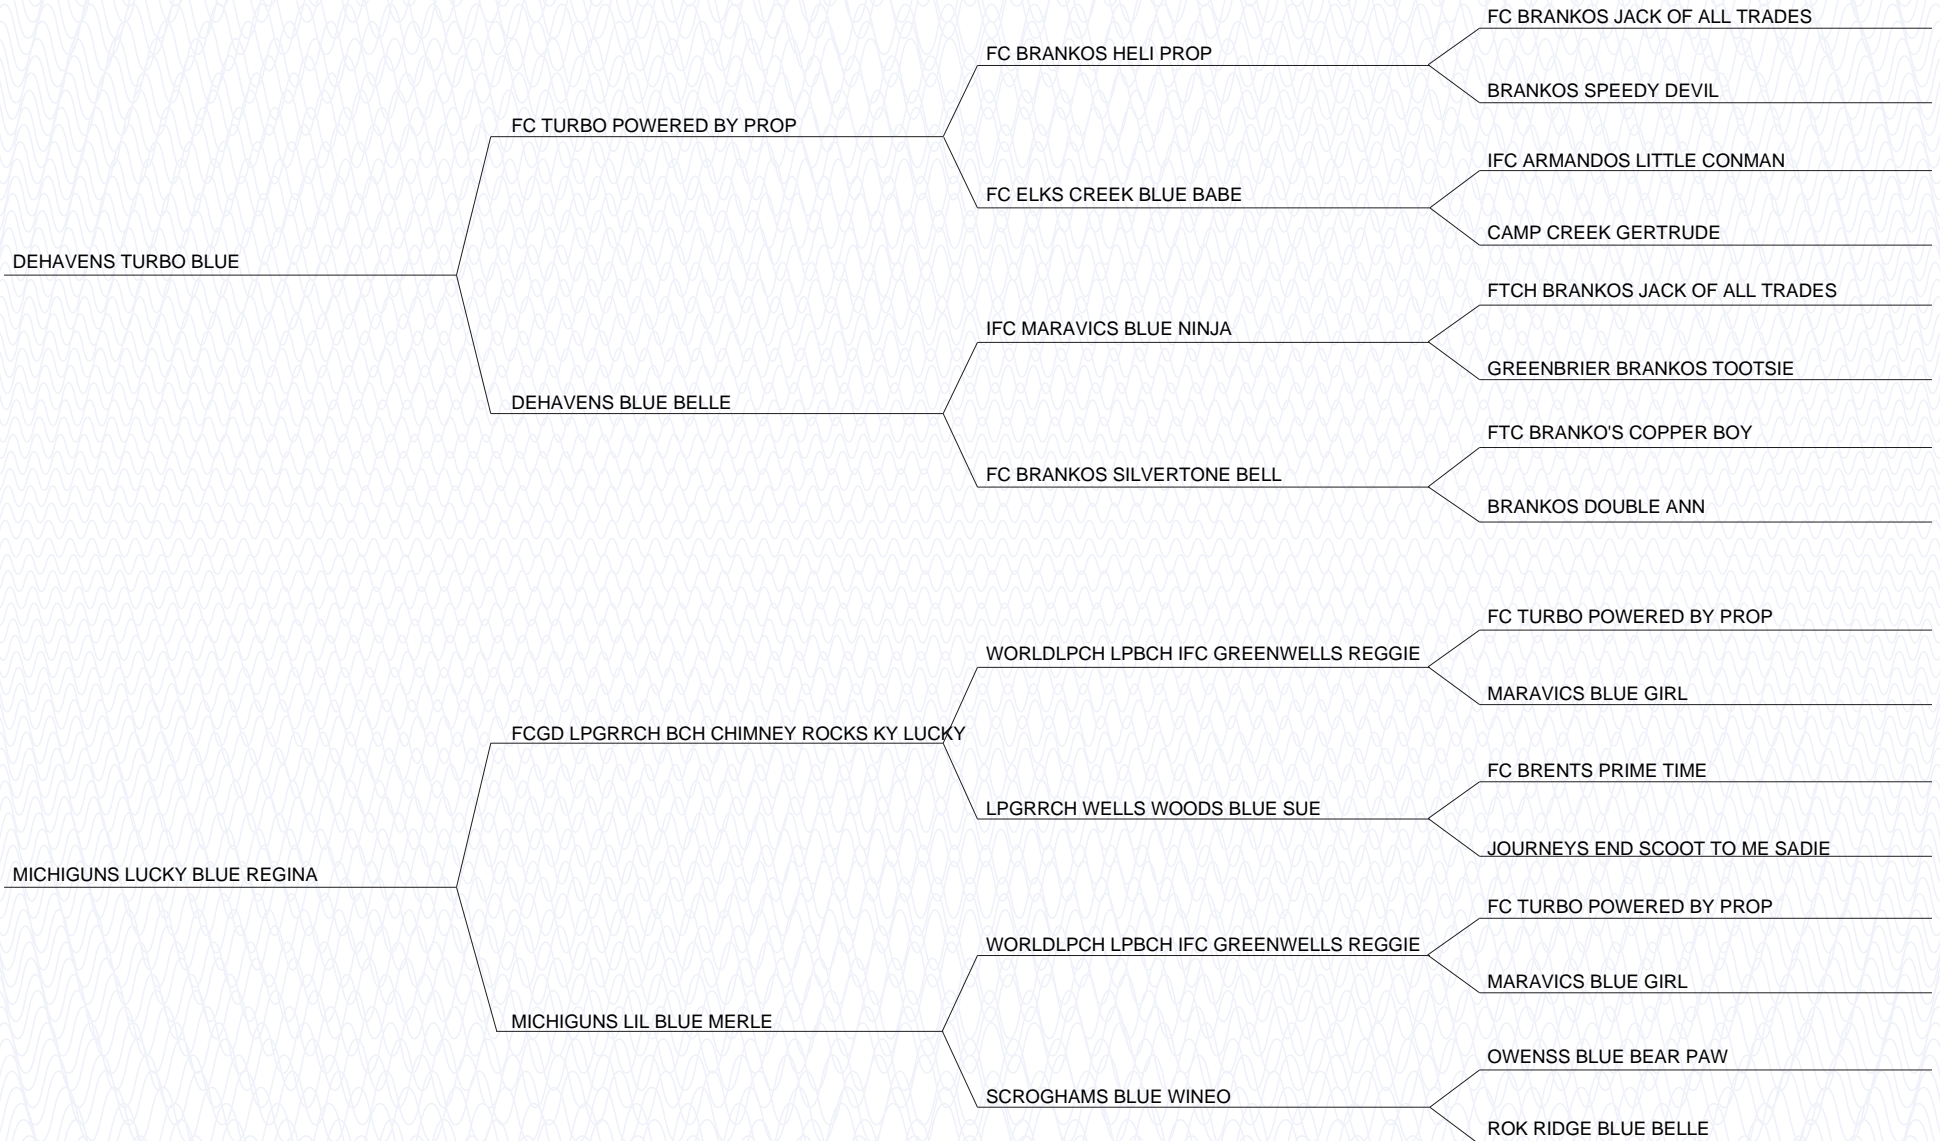 FC BRANKOS JACK OF ALL TRADES
FC BRANKOS HELI PROP
BRANKOS SPEEDY DEVIL
FC TURBO POWERED BY PROP
IFC ARMANDOS LITTLE CONMAN
FC ELKS CREEK BLUE BABE
CAMP CREEK GERTRUDE
DEHAVENS TURBO BLUE
FTCH BRANKOS JACK OF ALL TRADES
IFC MARAVICS BLUE NINJA
GREENBRIER BRANKOS TOOTSIE
DEHAVENS BLUE BELLE
FTC BRANKO'S COPPER BOY
FC BRANKOS SILVERTONE BELL
BRANKOS DOUBLE ANN
FC TURBO POWERED BY PROP
WORLDLPCH LPBCH IFC GREENWELLS REGGIE
MARAVICS BLUE GIRL
FCGD LPGRRCH BCH CHIMNEY ROCKS KY LUCKY
FC BRENTS PRIME TIME
LPGRRCH WELLS WOODS BLUE SUE
JOURNEYS END SCOOT TO ME SADIE
MICHIGUNS LUCKY BLUE REGINA
FC TURBO POWERED BY PROP
WORLDLPCH LPBCH IFC GREENWELLS REGGIE
MARAVICS BLUE GIRL
MICHIGUNS LIL BLUE MERLE
OWENSS BLUE BEAR PAW
SCROGHAMS BLUE WINEO
ROK RIDGE BLUE BELLE